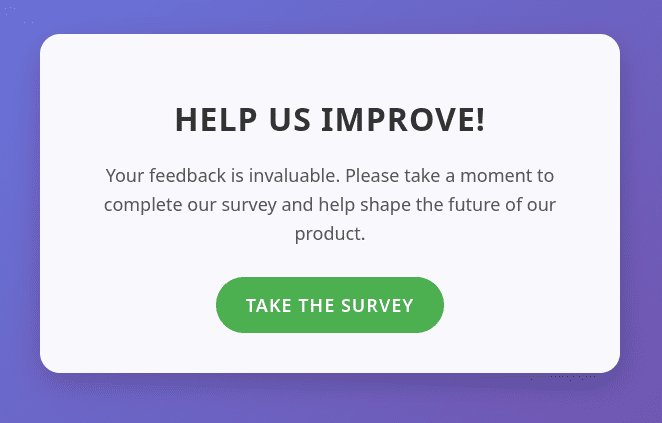 HELP US IMPROVE!
Your feedback is invaluable. Please take a moment to
complete our survey and help shape the future of our
product.
TAKE THE SURVEY